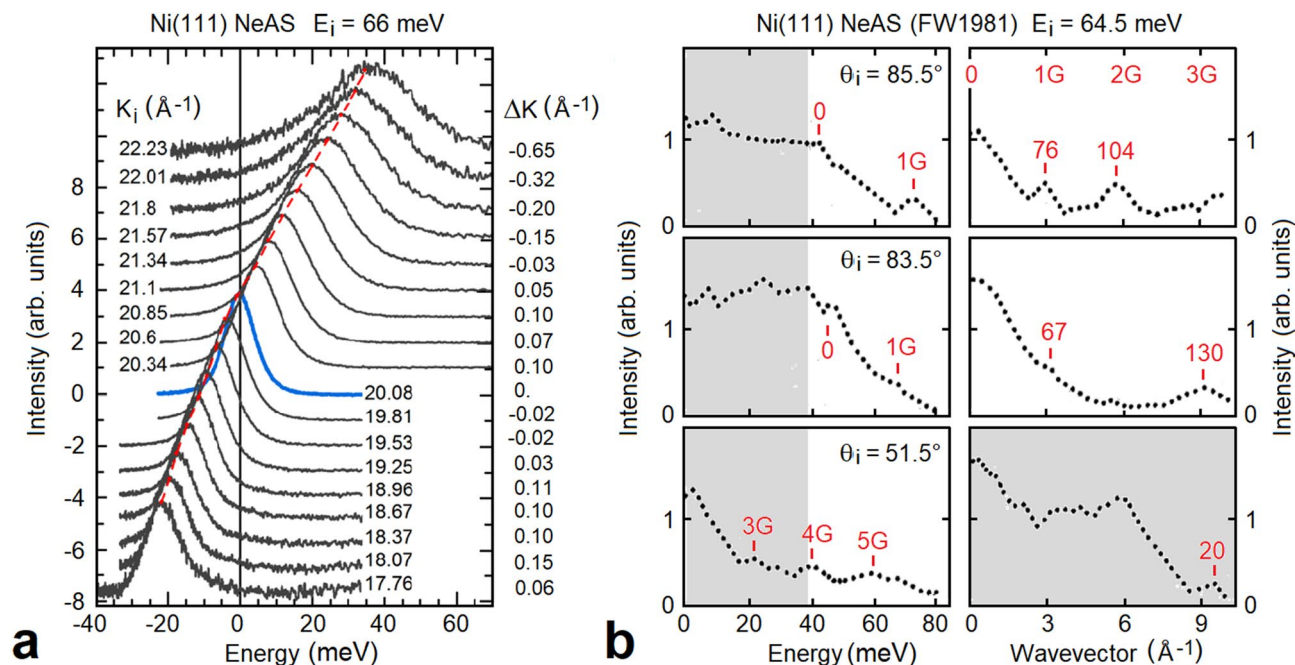 Ni(111) NeAS E_i = 66 meV
K_i (Å⁻¹)
ΔK (Å⁻¹)
22.23 -0.65
22.01 -0.32
21.8 -0.20
21.57 -0.15
21.34 -0.03
21.1 0.05
20.85 0.10
20.6 0.07
20.34 0.10
20.08 0.
19.81 -0.02
19.53 -0.02
19.25 0.03
18.96 0.11
18.67 0.10
18.37 0.10
18.07 0.15
17.76 0.06
8
6
4
2
0
-2
-4
-6
-8
Intensity (arb. units)
-40 -20 0 20 40 60
Energy (meV)
a
Ni(111) NeAS (FW1981) E_i = 64.5 meV
θ_i = 85.5°
0
1G
1
0
0 1G 2G 3G
76
104
1
0
θ_i = 83.5°
0
1G
1
0
67
130
1
0
θ_i = 51.5°
3G
4G
5G
1
0
20
1
0
Intensity (arb. units)
Intensity (arb. units)
0 20 40 60 80
Energy (meV)
0 3 6 9
Wavevector (Å⁻¹)
b